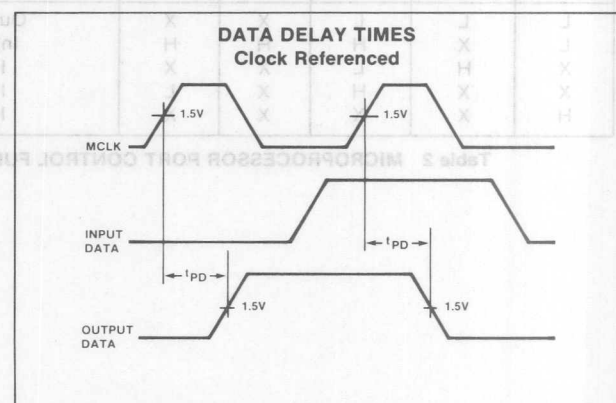 DATA DELAY TIMES
Clock Referenced
1.5V
1.5V
MCLK
INPUT
DATA
tPD
tPD
1.5V
1.5V
OUTPUT
DATA